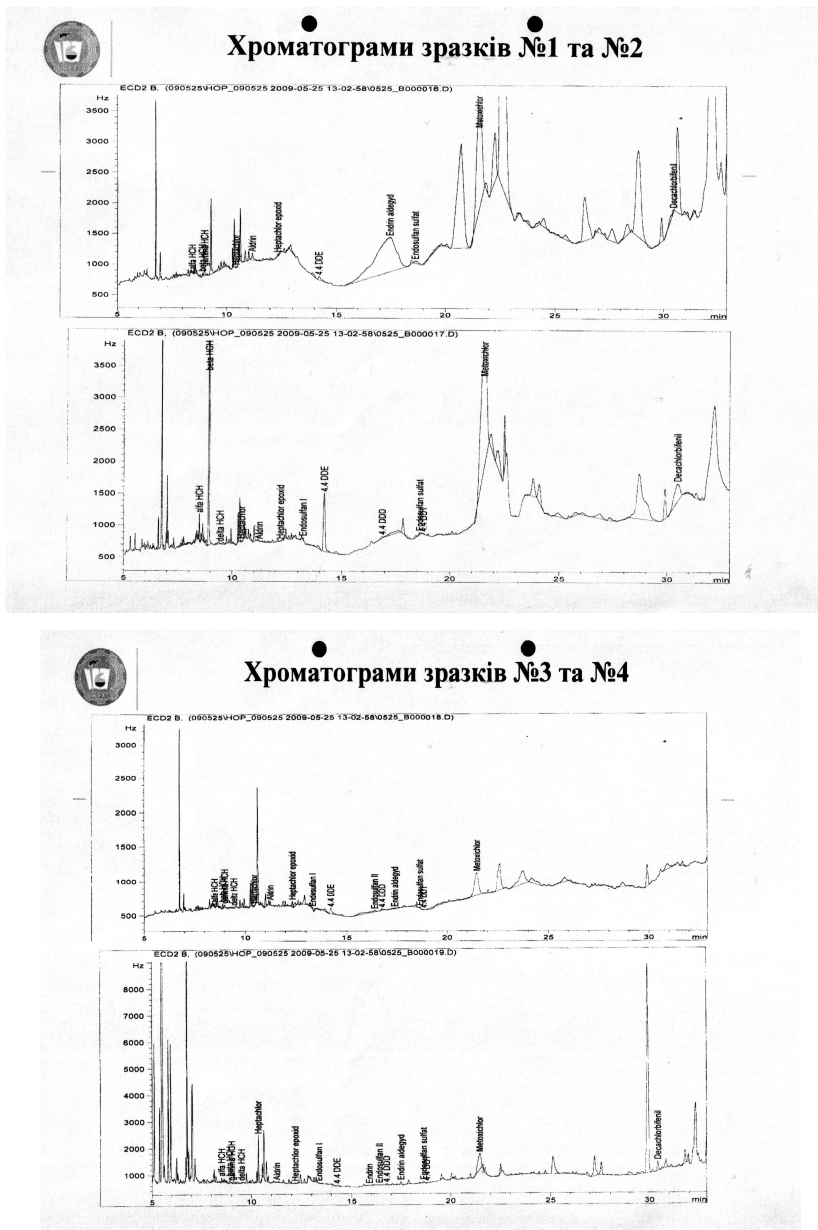 Хроматограми зразків №1 та №2
ECD2 B, (090525\HOP_090525 2009-05-25 13-02-58\0525_B000016.D)
Hz
3500
3000
2500
2000
1500
1000
500
alfa HCH
Heptachlor
Aldrin
Heptachlor epoxid
4.4 DDE
Endrin aldegyd
Endosulfan sulfat
Metoxichlor
Decachlorbifenil
5 10 15 20 25 30 min
ECD2 B, (090525\HOP_090525 2009-05-25 13-02-58\0525_B000017.D)
Hz
3500
3000
2500
2000
1500
1000
500
alfa HCH
beta HCH
delta HCH
Heptachlor
Aldrin
Heptachlor epoxid
Endosulfan I
4.4 DDE
4.4 DDD
Endosulfan sulfat
Metoxichlor
Decachlorbifenil
5 10 15 20 25 30 min
Хроматограми зразків №3 та №4
ECD2 B, (090525\HOP_090525 2009-05-25 13-02-58\0525_B000018.D)
Hz
3000
2500
2000
1500
1000
500
alfa HCH
delta HCH
Heptachlor
Aldrin
Heptachlor epoxid
Endosulfan I
4.4 DDE
Endosulfan II
4.4 DDD
Endrin aldegyd
Endosulfan sulfat
Metoxichlor
5 10 15 20 25 30 min
ECD2 B, (090525\HOP_090525 2009-05-25 13-02-58\0525_B000019.D)
Hz
8000
7000
6000
5000
4000
3000
2000
1000
alfa HCH
gamma HCH
delta HCH
Heptachlor
Aldrin
Heptachlor epoxid
Endosulfan I
4.4 DDE
Endrin
Endosulfan II
4.4 DDD
Endrin aldegyd
Endosulfan sulfat
Metoxichlor
Decachlorbifenil
5 10 15 20 25 30 min